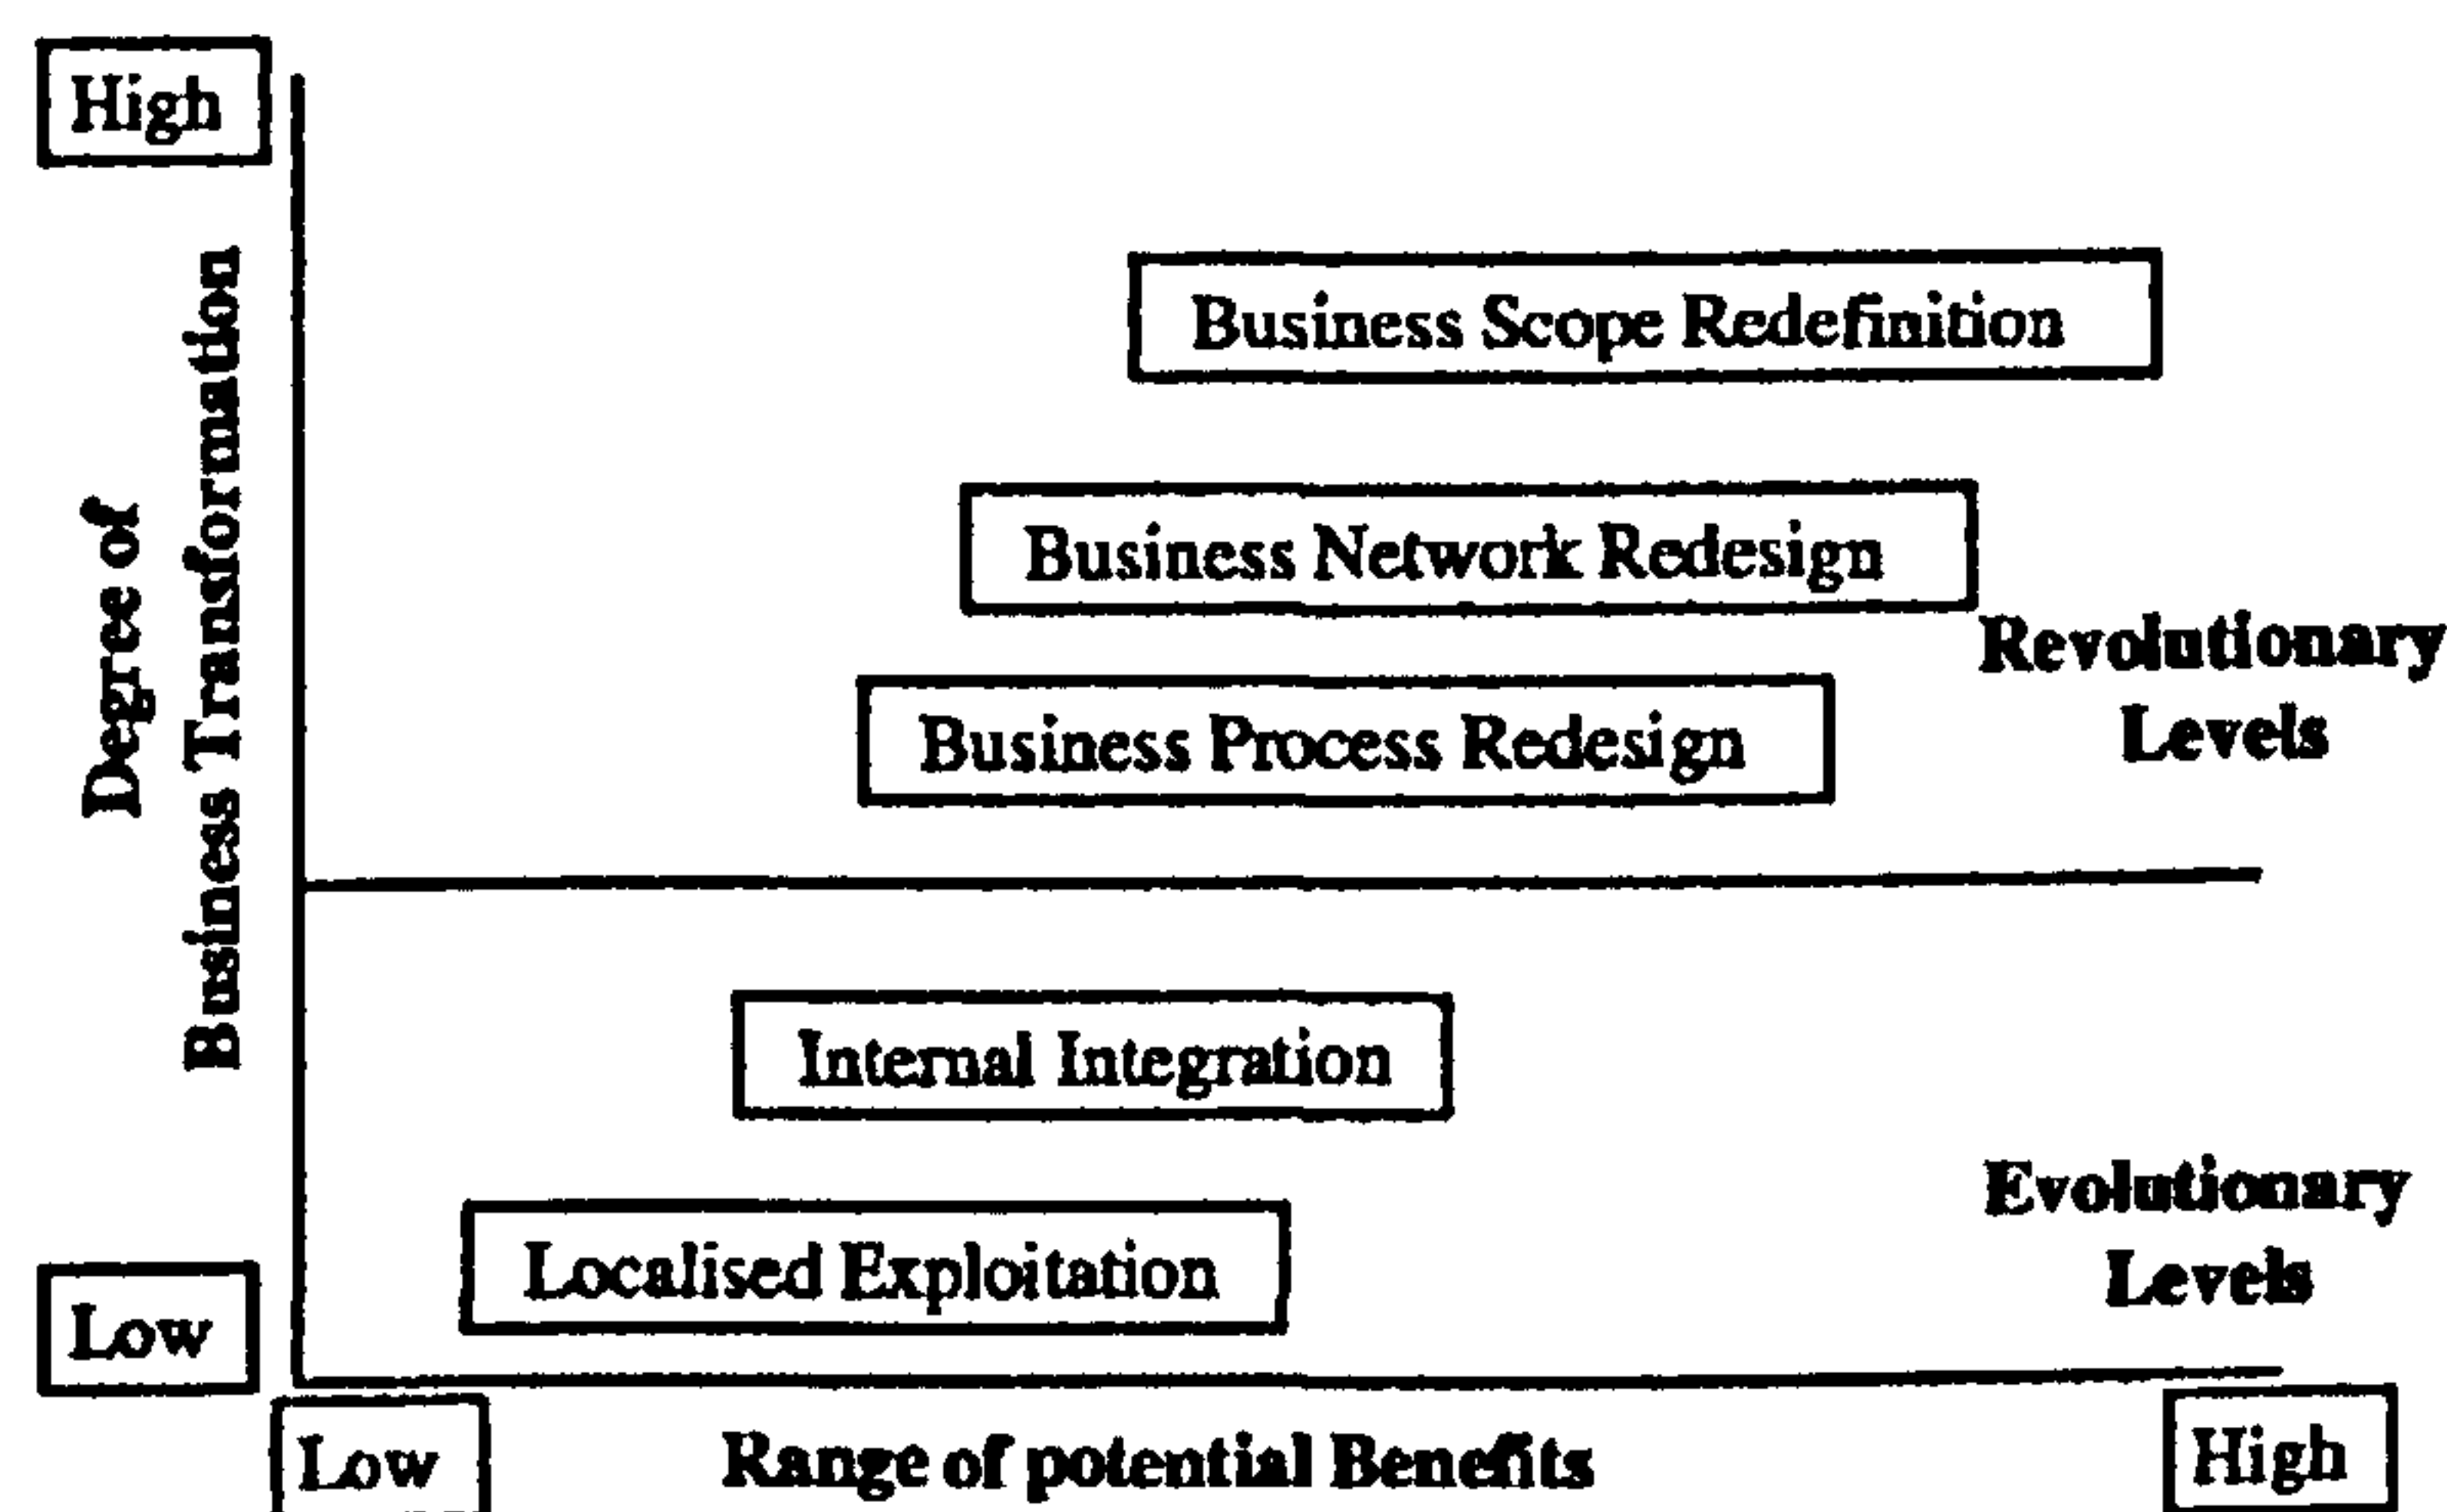 High
Degree of
Business Transformation
Business Scope Redefinition
Business Network Redesign
Revolutionary
Levels
Business Process Redesign
Internal Integration
Evolutionary
Levels
Localised Exploitation
Low
Low
Range of potential Benefits
High